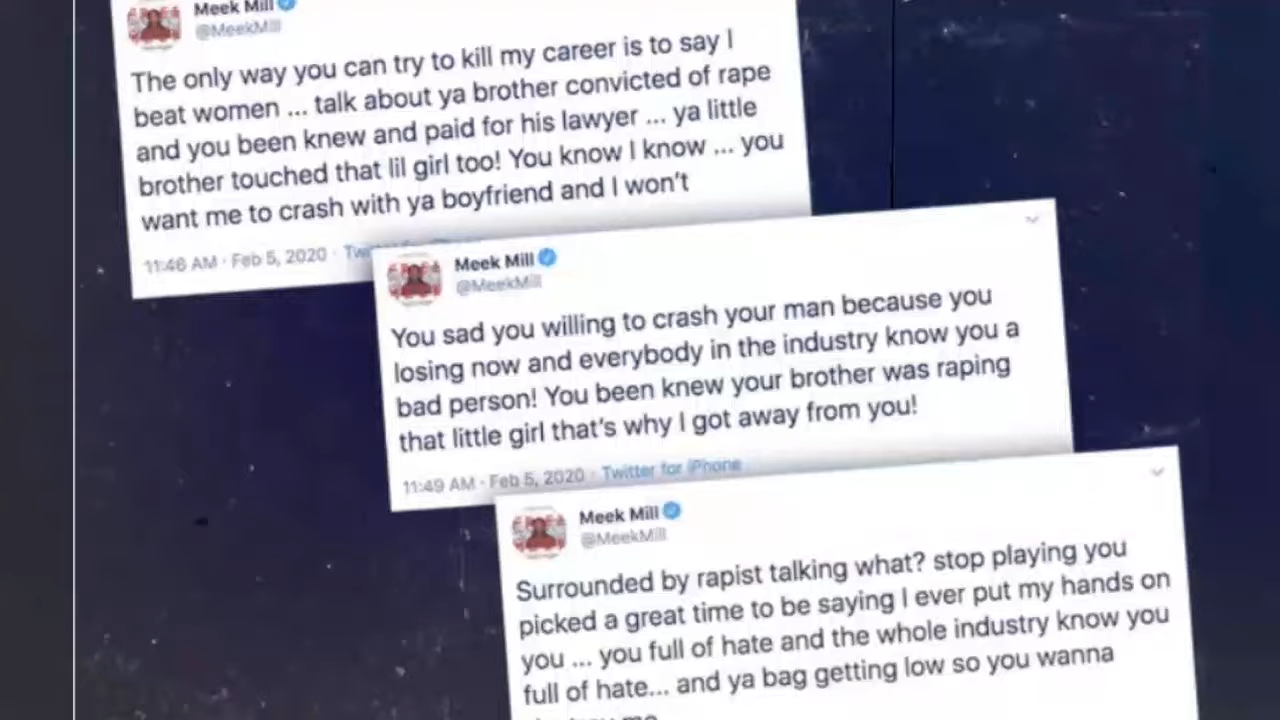 Meek Mill
@MeekMill
The only way you can try to kill my career is to say I
beat women ... talk about ya brother convicted of rape
and you been knew and paid for his lawyer ... ya little
brother touched that lil girl too! You know I know ... you
want me to crash with ya boyfriend and I won't
11:46 AM · Feb 5, 2020 ·
Meek Mill
@MeekMill
You sad you willing to crash your man because you
losing now and everybody in the industry know you a
bad person! You been knew your brother was raping
that little girl that's why I got away from you!
11:49 AM · Feb 5, 2020 · Twitter for iPhone
Meek Mill
@MeekMill
Surrounded by rapist talking what? stop playing you
picked a great time to be saying I ever put my hands on
you ... you full of hate and the whole industry know you
full of hate... and ya bag getting low so you wanna
me